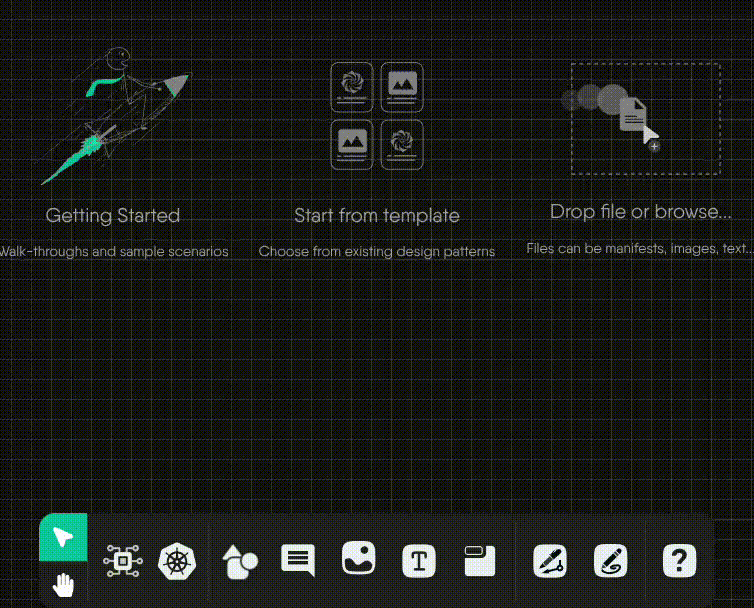 Getting Started
Start from template
Drop file or browse...
Walk-throughs and sample scenarios
Choose from existing design patterns
Files can be manifests, images, text...
T
?